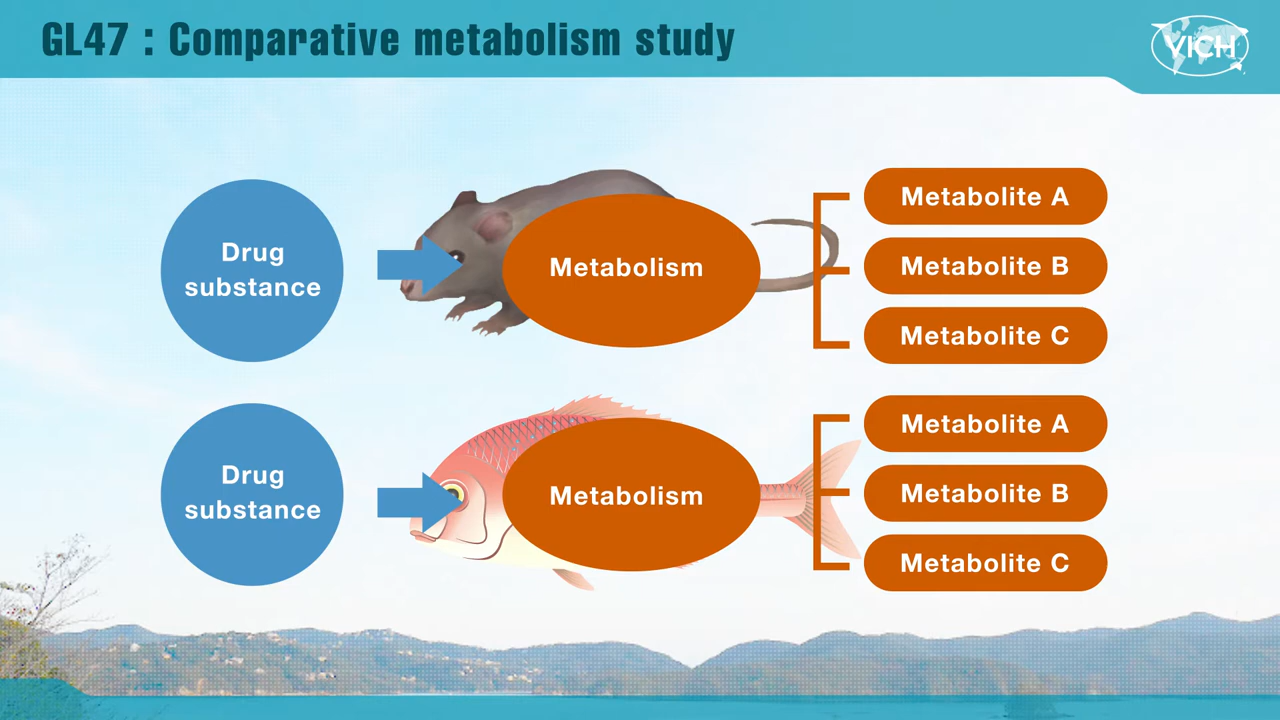 GL47 : Comparative metabolism study
VICH
Drug
substance
Metabolism
Metabolite A
Metabolite B
Metabolite C
Drug
substance
Metabolism
Metabolite A
Metabolite B
Metabolite C